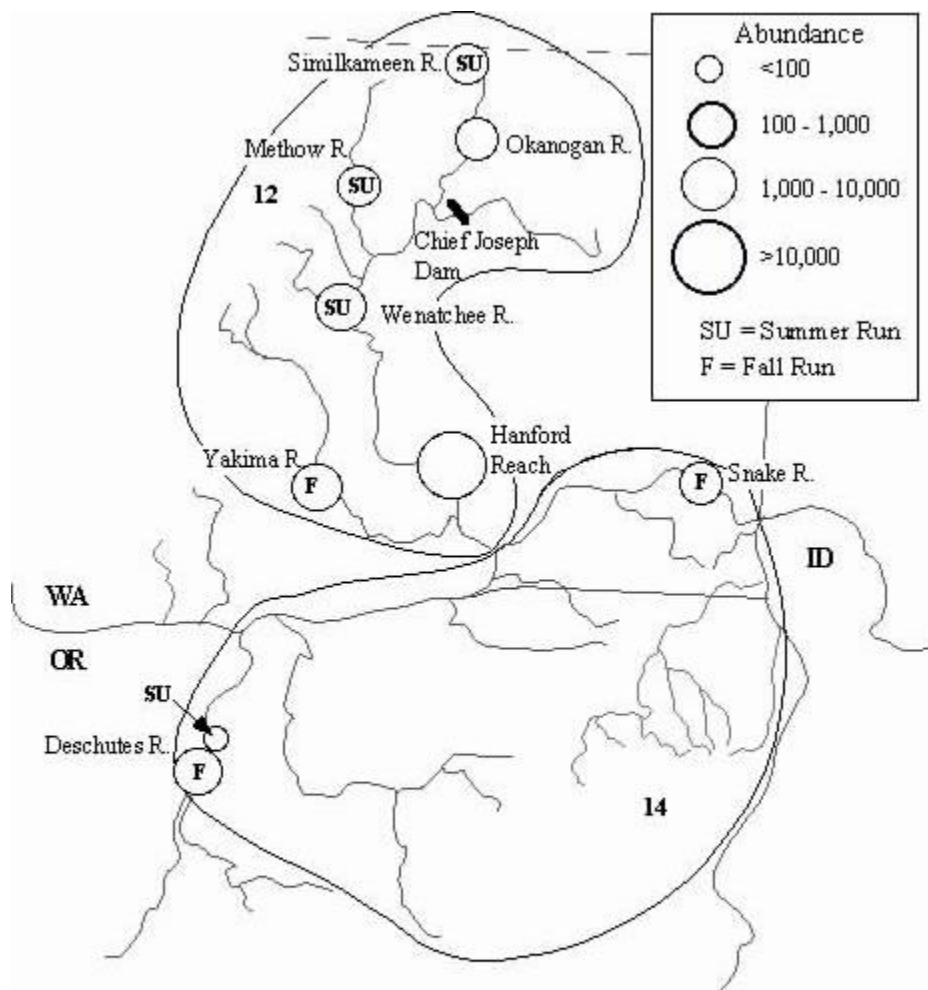 Abundance
<100
100 - 1,000
1,000 - 10,000
>10,000
SU = Summer Run
F = Fall Run
Similkameen R.
SU
Okanogan R.
Methow R.
SU
12
Chief Joseph
Dam
SU
Wenatchee R.
Hanford
Reach
Yakima R.
F
F
Snake R.
ID
WA
OR
SU
Deschutes R.
F
14